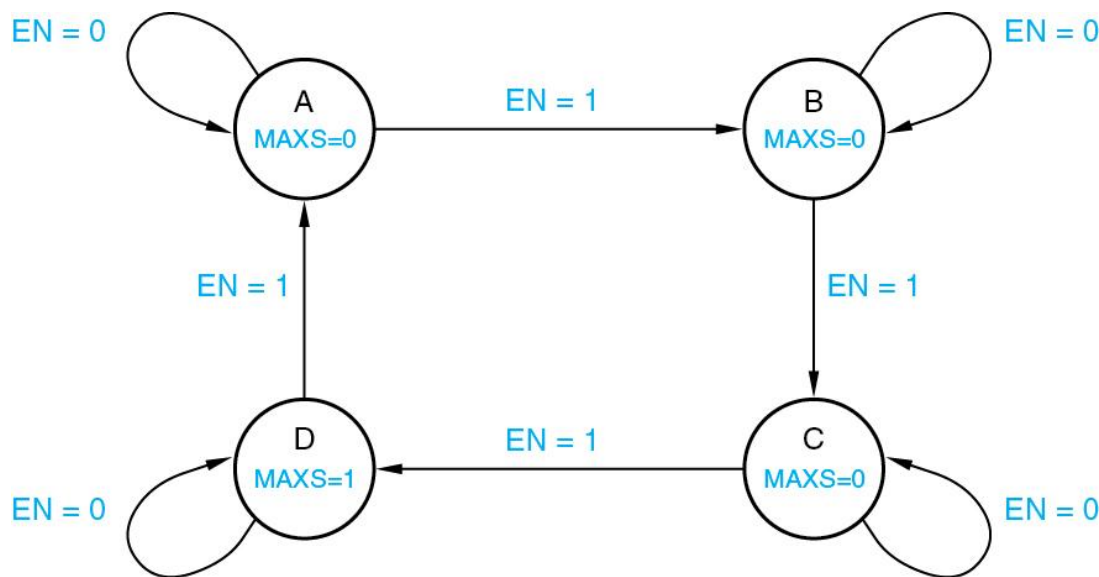 EN = 0
A
MAXS=0
EN = 1
B
MAXS=0
EN = 0
EN = 1
EN = 1
D
MAXS=1
EN = 0
EN = 1
C
MAXS=0
EN = 0